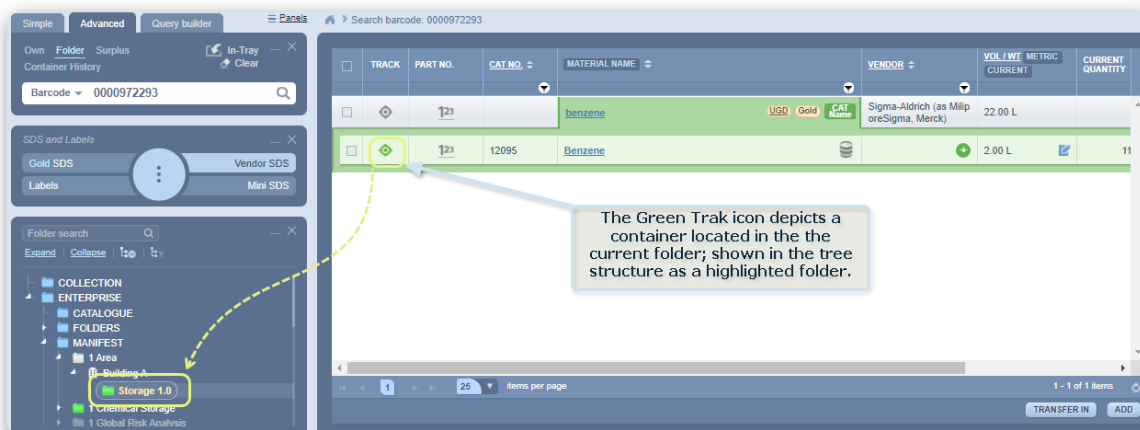 Simple Advanced Query builder
Panels
Search barcode: 0000972293
Own Folder Surplus
In-Tray
Container History
Clear
Barcode 0000972293
SDS and Labels
Gold SDS Vendor SDS
Labels Mini SDS
Folder search
Expand Collapse
COLLECTION
ENTERPRISE
CATALOGUE
FOLDERS
MANIFEST
1 Area
Building A
Storage 1.0
1 Chemical Storage
1 Global Risk Analysis
TRACK PART NO. CAT NO. MATERIAL NAME VENDOR VOL / WT METRIC CURRENT CURRENT QUANTITY
123 benzene UGD Gold CAT Name Sigma-Aldrich (as Milip 22.00 L
oreSigma, Merck)
123 12095 Benzene 2.00 L 11
The Green Trak icon depicts a
container located in the the
current folder; shown in the tree
structure as a highlighted folder.
1 25 items per page 1 - 1 of 1 items
TRANSFER IN ADD